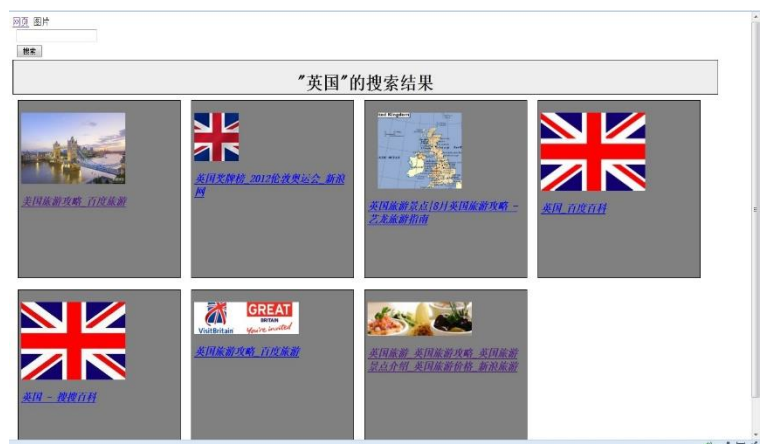 网页 图片
搜索
"英国"的搜索结果
英国旅游攻略_百度旅游
英国奖牌榜_2012伦敦奥运会_新浪
网
英国旅游景点|8月英国旅游攻略 -
艺龙旅游指南
英国_百度百科
英国 - 搜搜百科
VisitBritain
GREAT
BRITAIN
You're invited
英国旅游攻略_百度旅游
英国旅游_英国旅游攻略_英国旅游
景点介绍_英国旅游价格_新浪旅游